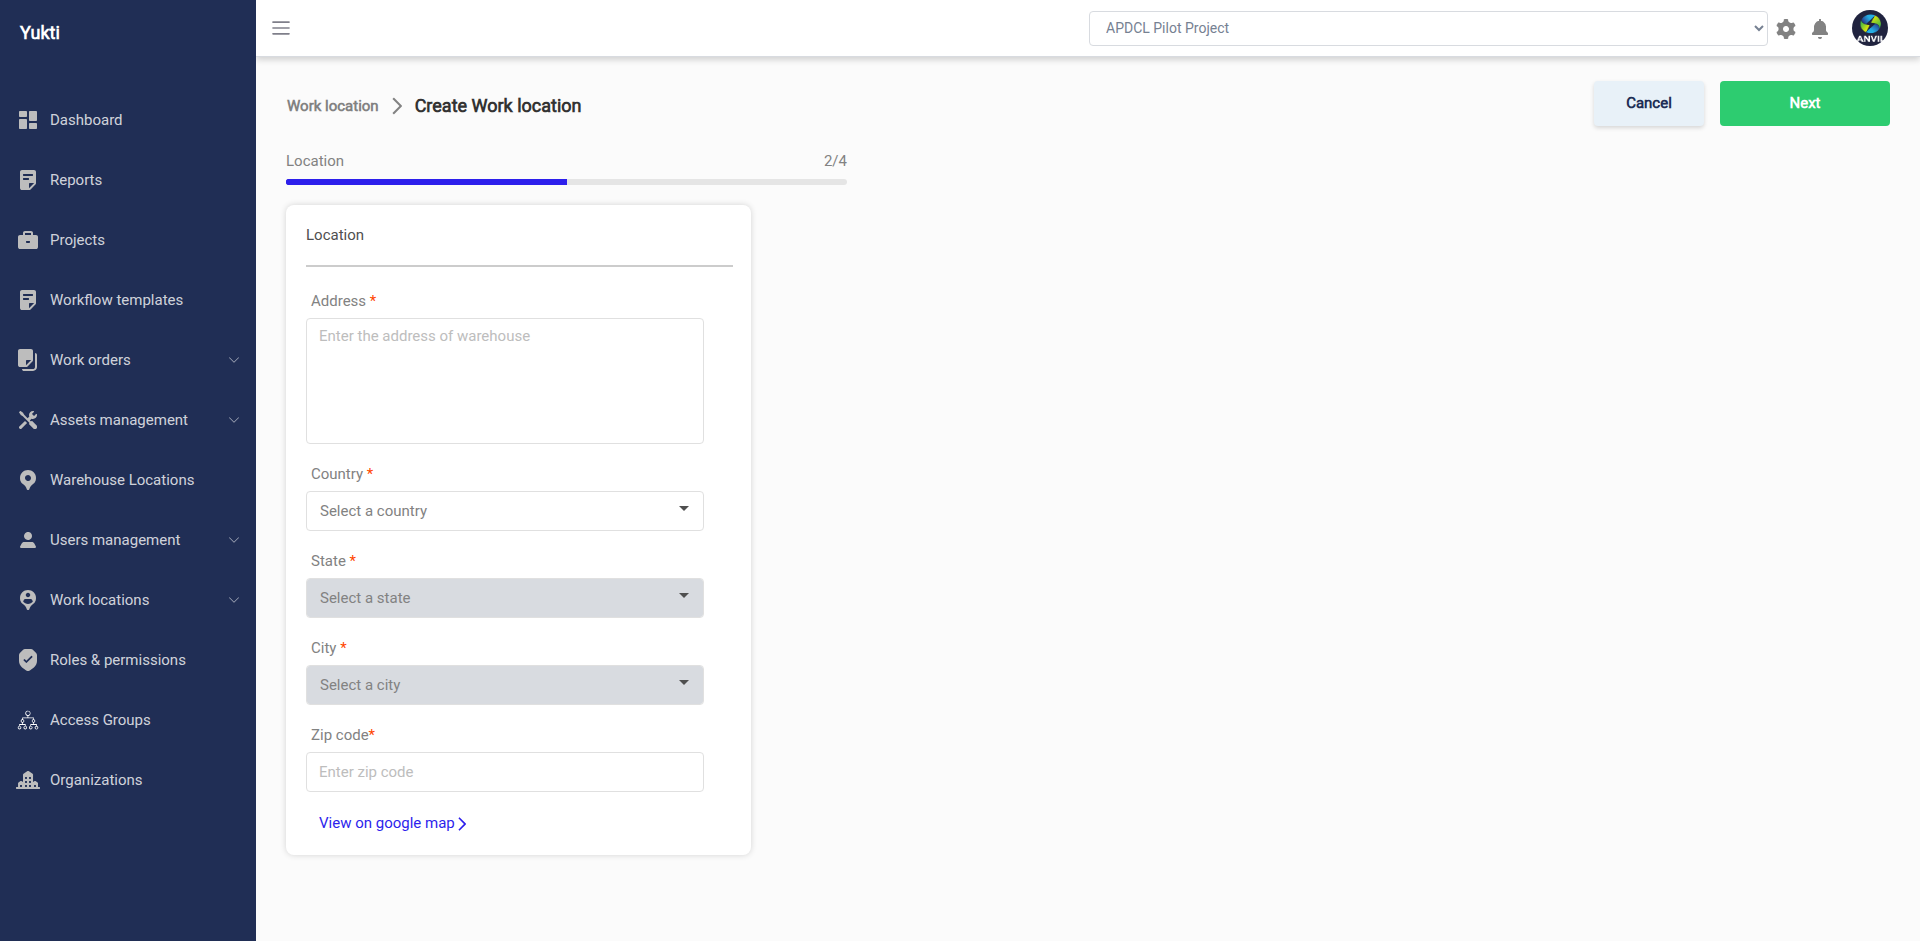 Yukti
APDCL Pilot Project
ANVIL
Dashboard
Reports
Projects
Workflow templates
Work orders
Assets management
Warehouse Locations
Users management
Work locations
Roles & permissions
Access Groups
Organizations
Work location
Create Work location
Cancel
Next
Location
2/4
Location
Address *
Enter the address of warehouse
Country *
Select a country
State *
Select a state
City *
Select a city
Zip code*
Enter zip code
View on google map